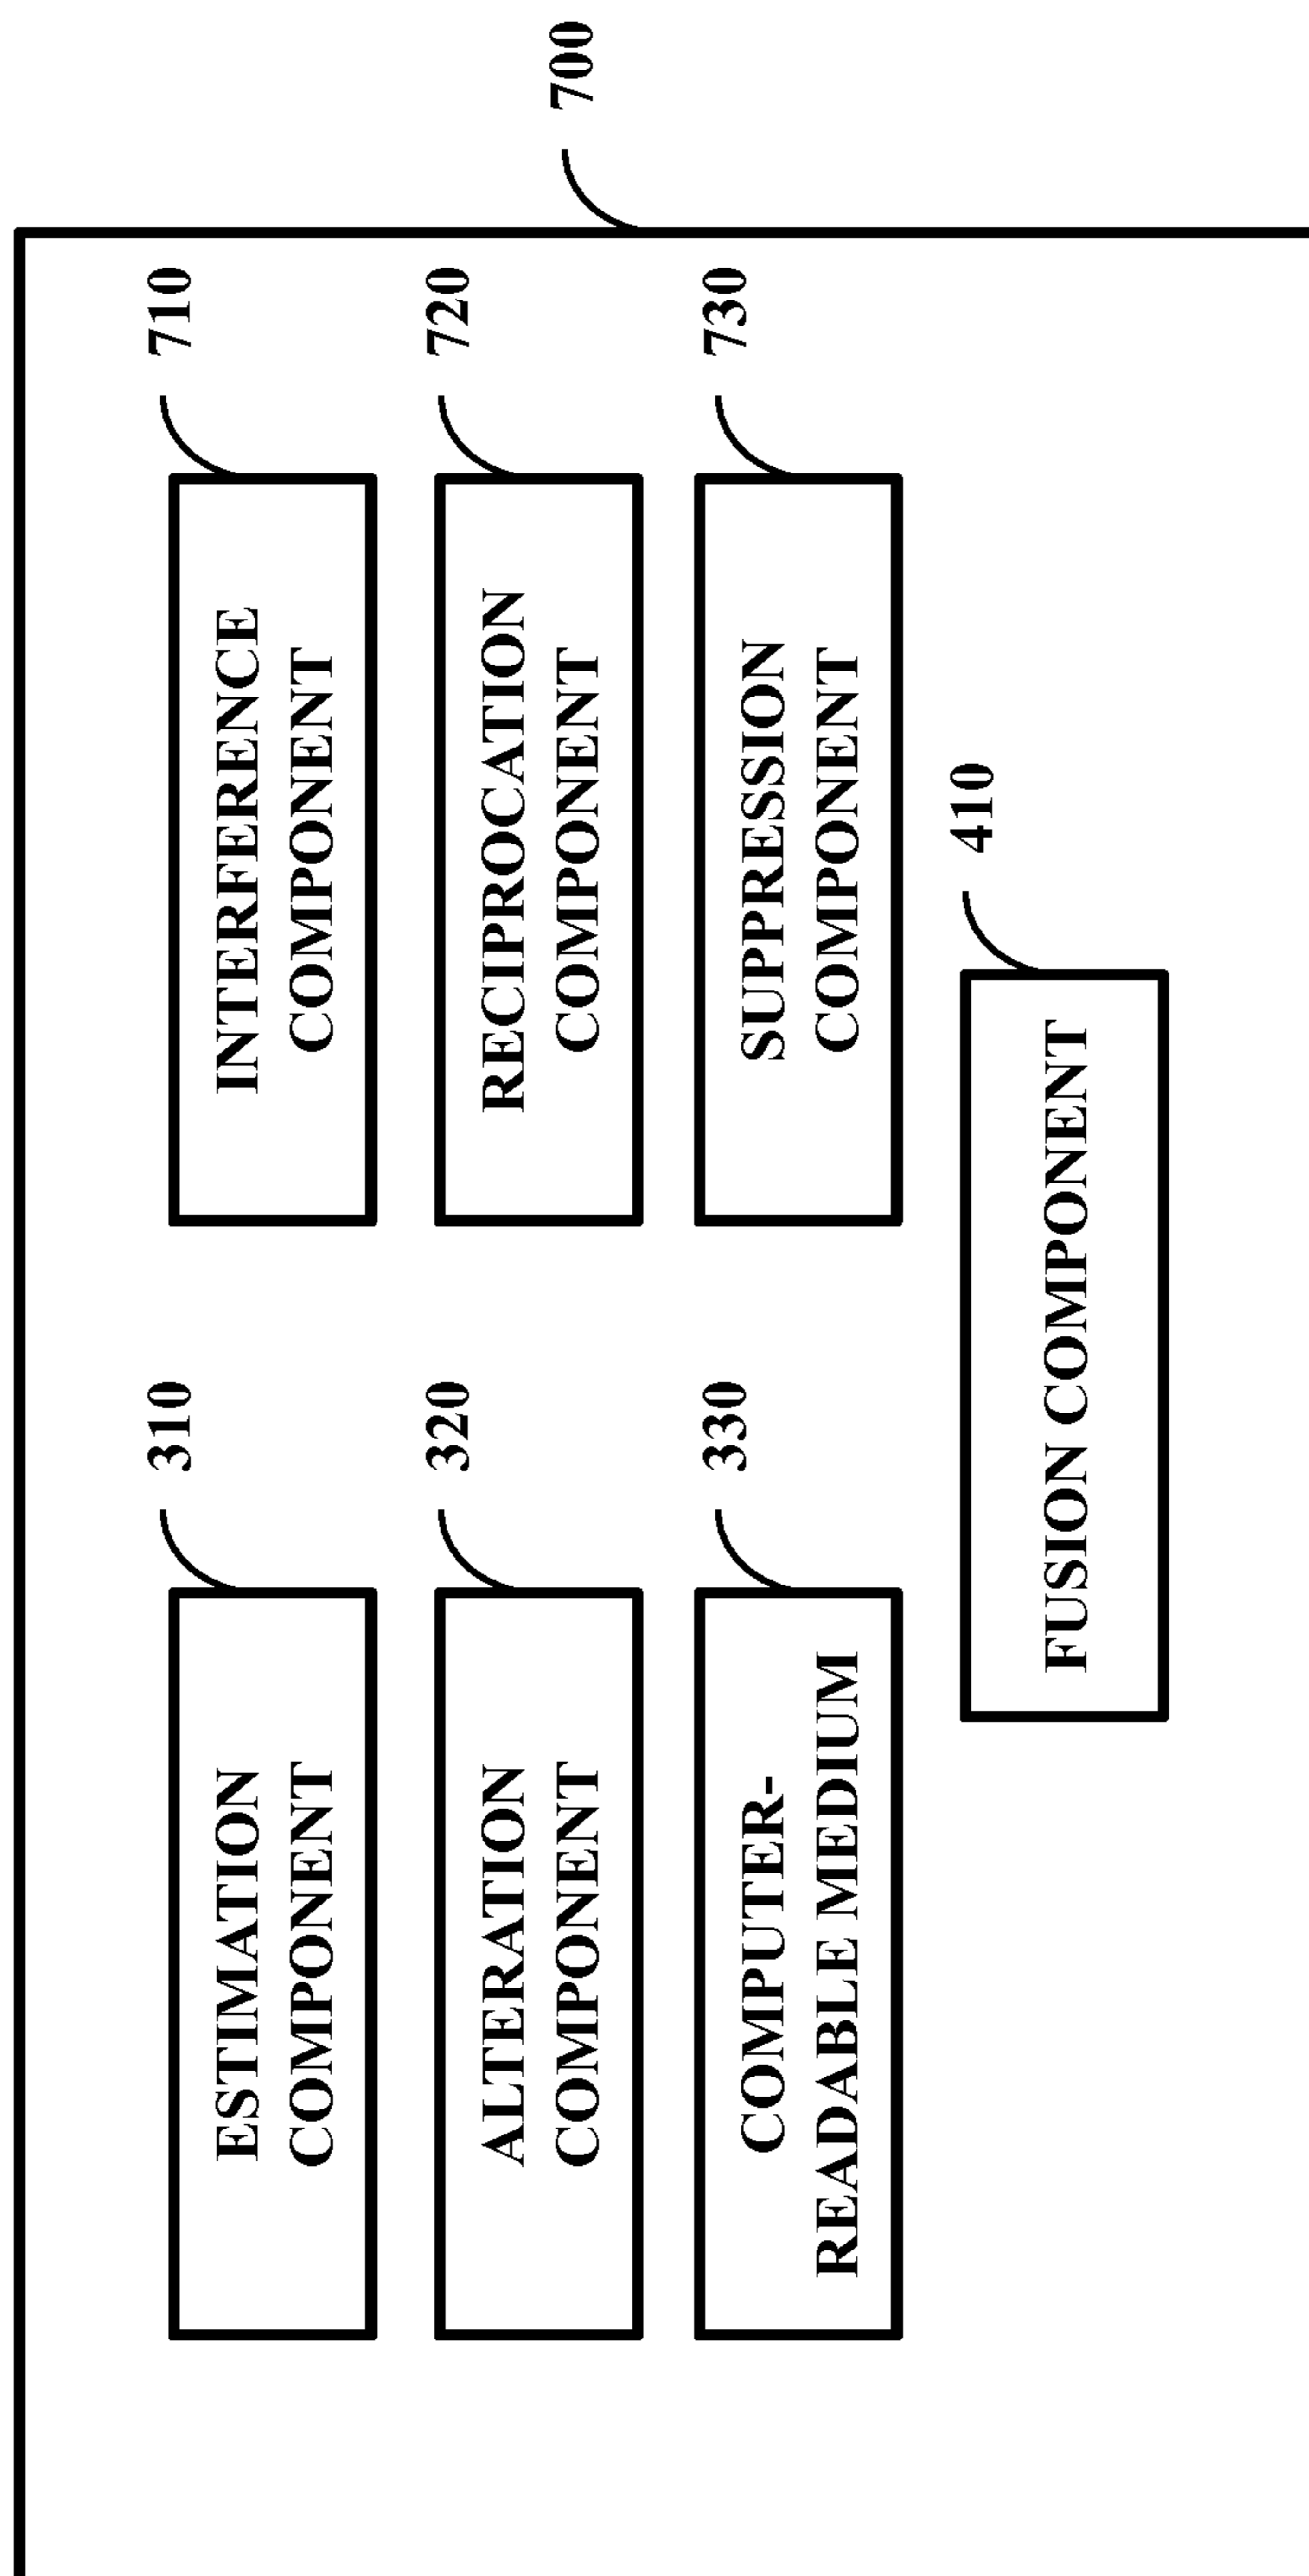 700
310
ESTIMATION
COMPONENT
710
INTERFERENCE
COMPONENT
320
ALTERATION
COMPONENT
720
RECIPROCATION
COMPONENT
330
COMPUTER-
READABLE MEDIUM
730
SUPPRESSION
COMPONENT
410
FUSION COMPONENT